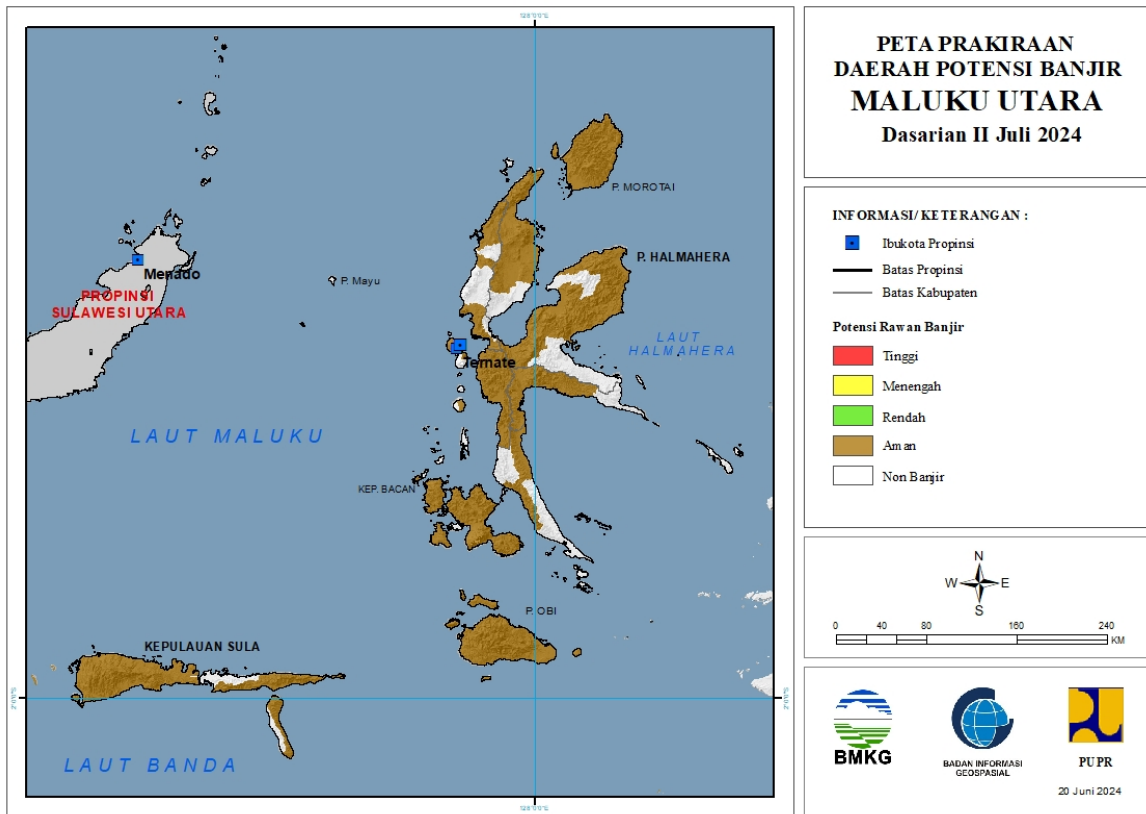 PETA PRAKIRAAN
DAERAH POTENSI BANJIR
MALUKU UTARA
Dasarian II Juli 2024
INFORMASI/ KETERANGAN :
Ibukota Propinsi
Batas Propinsi
Batas Kabupaten
Potensi Rawan Banjir
Tinggi
Menengah
Rendah
Aman
Non Banjir
N
W E
S
0 40 80 160 240
KM
BMKG
BADAN INFORMASI
GEOSPASIAL
PUPR
20 Juni 2024
P. MOROTAI
P. HALMAHERA
Menado
P. Mayu
PROPINSI
SULAWESI UTARA
LAUT
HALMAHERA
Ternate
LAUT MALUKU
KEP. BACAN
P. OBI
KEPULAUAN SULA
LAUT BANDA